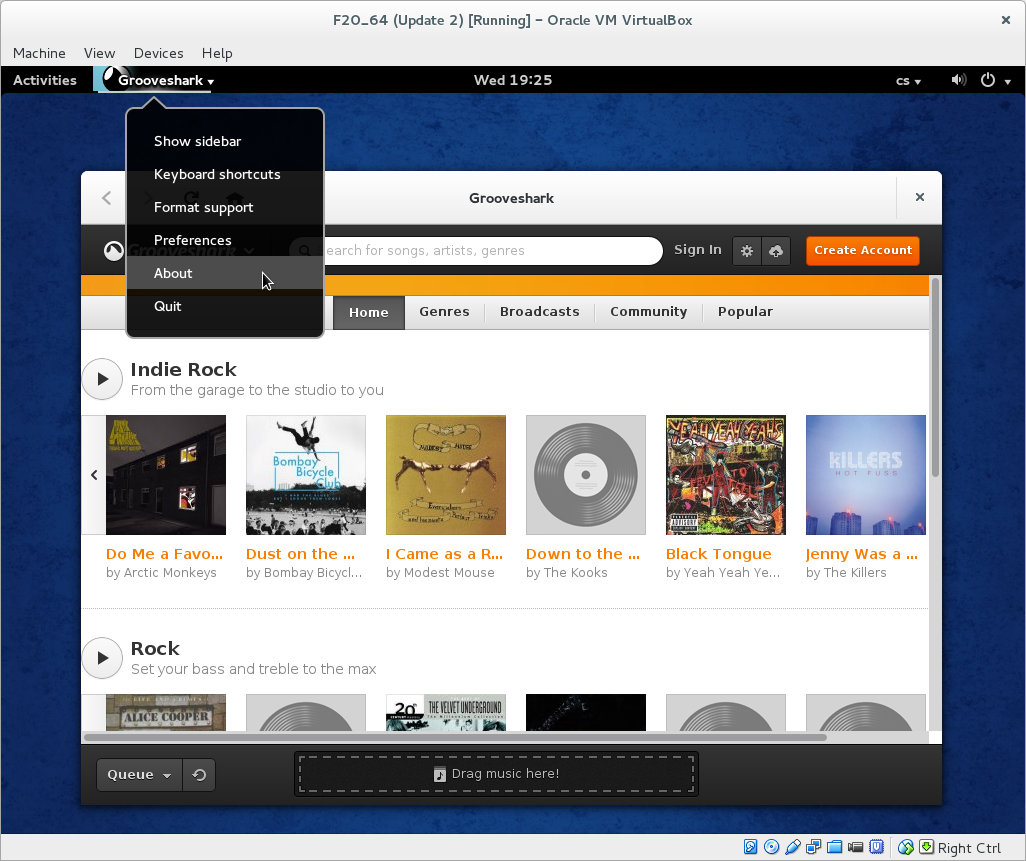 F20_64 (Update 2) [Running] – Oracle VM VirtualBox
Machine View Devices Help
Activities Grooveshark Wed 19:25 cs
Show sidebar
Keyboard shortcuts
Format support
Preferences
About
Quit
Grooveshark
Grooveshark
earch for songs, artists, genres
Sign In
Create Account
Home Genres Broadcasts Community Popular
Indie Rock
From the garage to the studio to you
Bombay
Bicycle
Club
MODEST MOUSE
YEAH YEAH YEAHS
KILLERS
HOT FUSS
Do Me a Favo... Dust on the ... I Came as a R... Down to the ... Black Tongue Jenny Was a ...
by Arctic Monkeys by Bombay Bicycl... by Modest Mouse by The Kooks by Yeah Yeah Ye... by The Killers
Rock
Set your bass and treble to the max
ALICE COOPER
20th
THE VELVET UNDERGROUND
Queue
Drag music here!
Right Ctrl